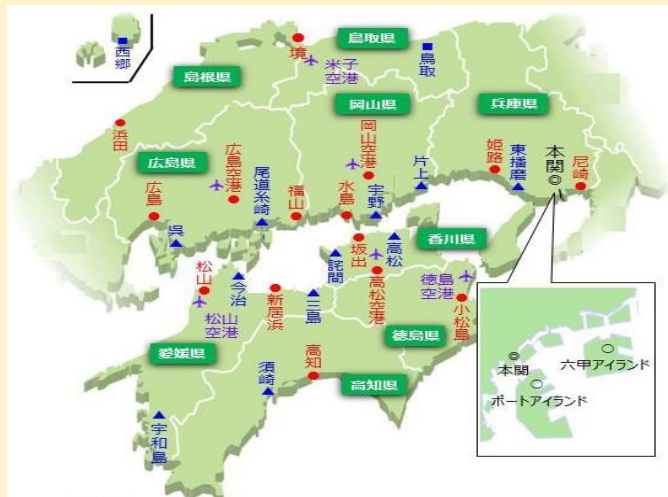 西郷
境
鳥取県
米子
空港
鳥取
島根県
岡山県
兵庫県
浜田
広島県
広島空港
尾道糸崎
福山
岡山空港
水島
宇野
片上
姫路
東播磨
本関
尼崎
広島
呉
松山
松山
空港
今治
新居浜
三島
詫間
坂出
高松
高松空港
香川県
徳島
空港
小松島
徳島県
愛媛県
須崎
高知
高知県
宇和島
本関
六甲アイランド
ポートアイランド